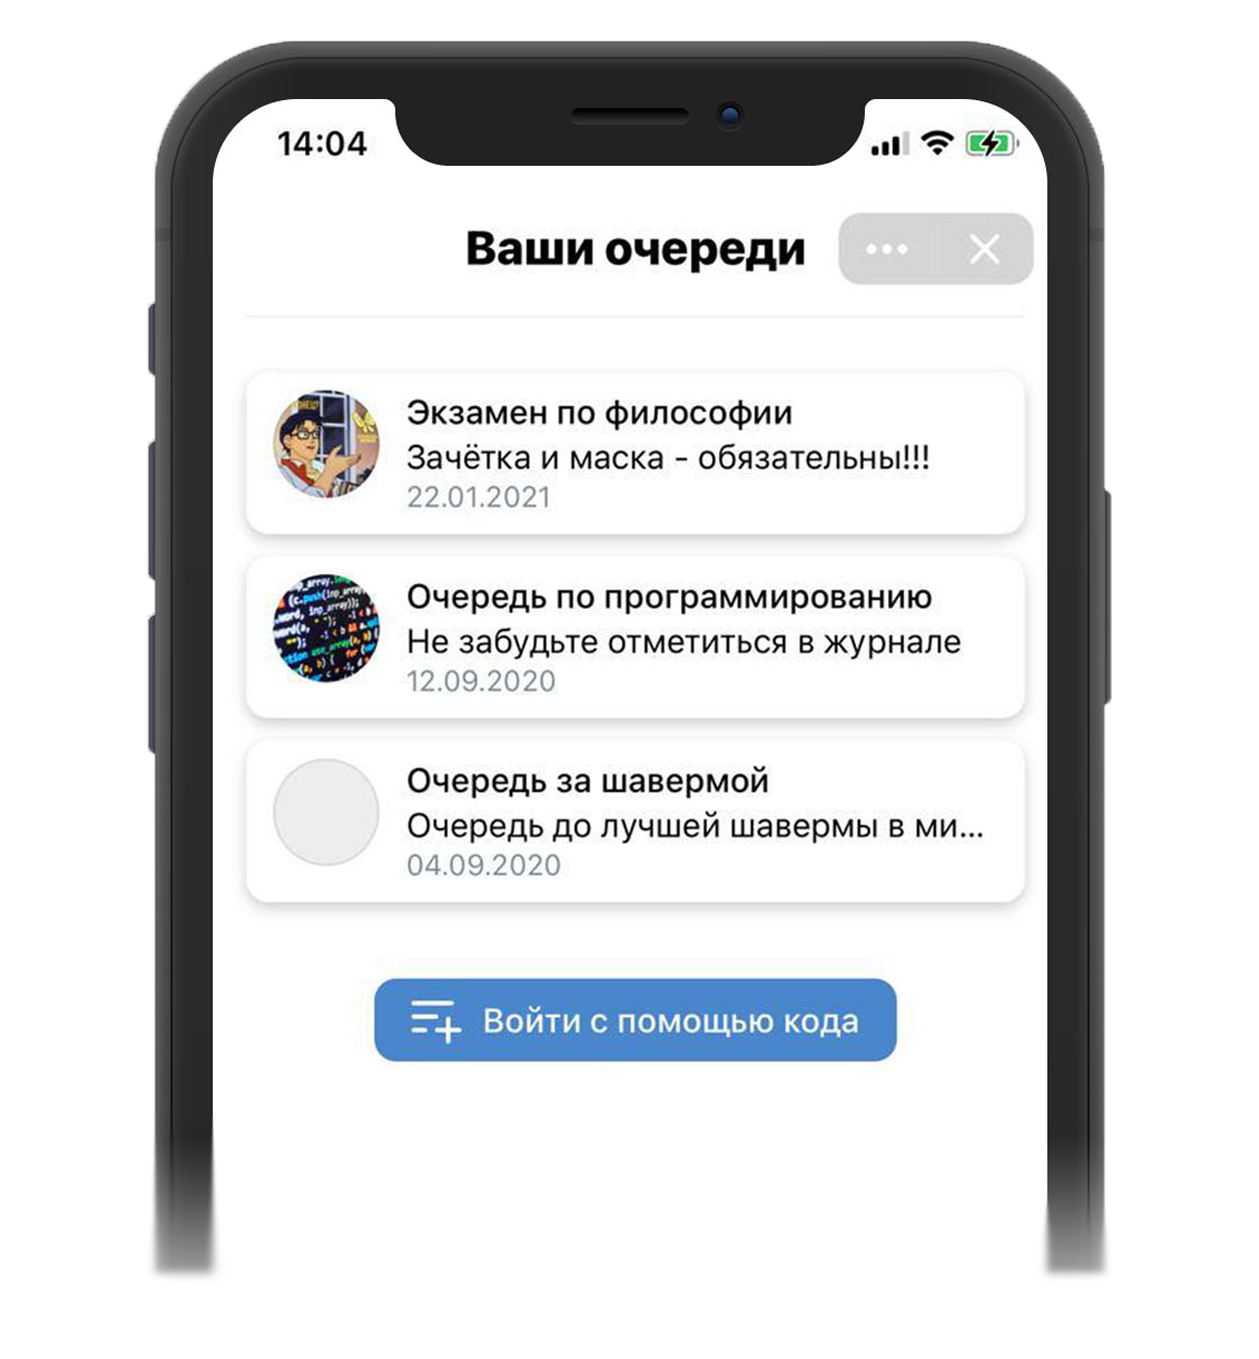 14:04
Ваши очереди
Экзамен по философии
Зачётка и маска - обязательны!!!
22.01.2021
Очередь по программированию
Не забудьте отметиться в журнале
12.09.2020
Очередь за шавермой
Очередь до лучшей шавермы в ми...
04.09.2020
Войти с помощью кода